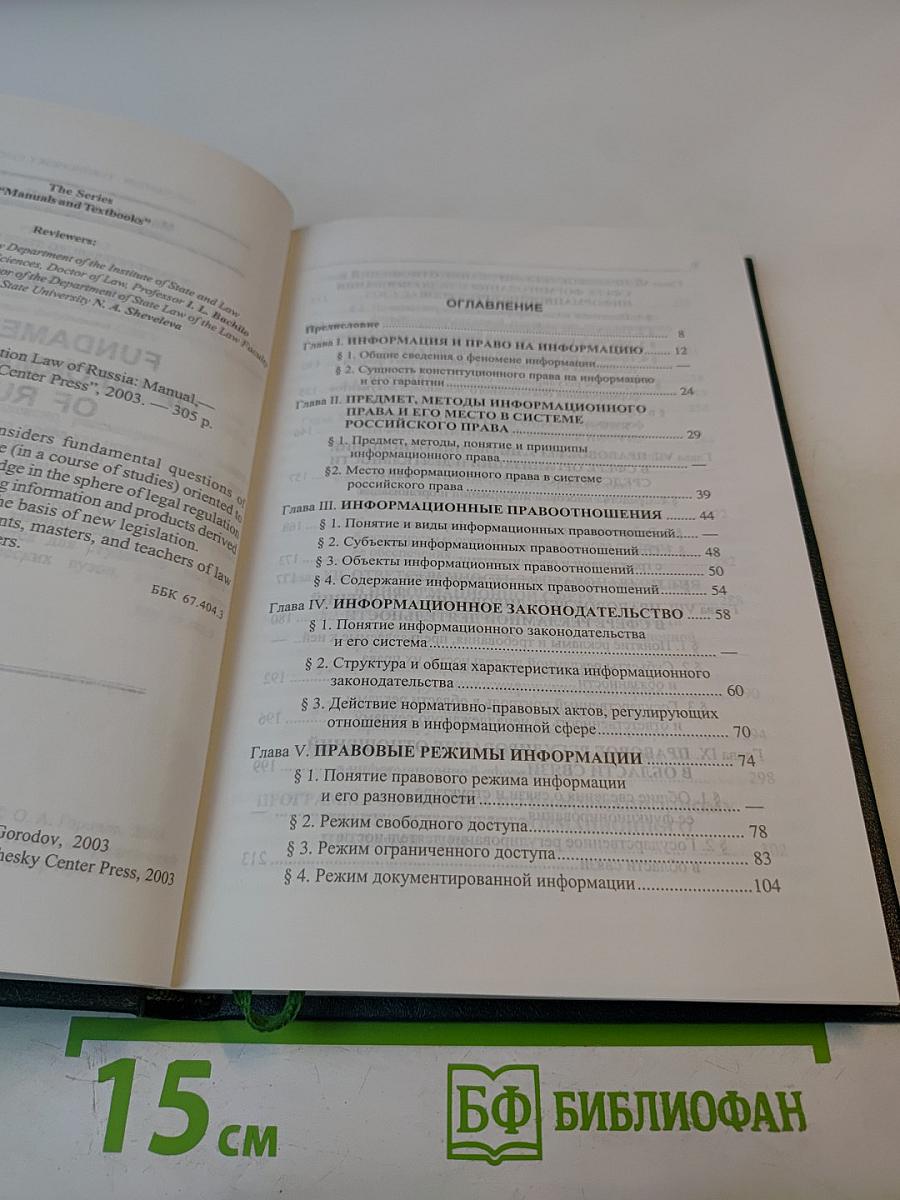 The Series
"Manuals and Textbooks"
Reviewers:
Department of the Institute of State and Law
Sciences, Doctor of Law, Professor I. L. Bachilo
or of the Department of State Law of the Law Faculty
State University N. A. Sheveleva
tion Law of Russia: Manual.—
Center Press", 2003. — 305 p.
nsiders fundamental questions of
e (in a course of studies) oriented to
dge in the sphere of legal regulation
g information and products derived
he basis of new legislation.
nts, masters, and teachers of law
ers.
ББК 67.404.3
Gorodov, 2003
hesky Center Press, 2003
ОГЛАВЛЕНИЕ
Предисловие 8
Глава I. ИНФОРМАЦИЯ И ПРАВО НА ИНФОРМАЦИЮ 12
§ 1. Общие сведения о феномене информации —
§ 2. Сущность конституционного права на информацию
и его гарантии 24
Глава II. ПРЕДМЕТ, МЕТОДЫ ИНФОРМАЦИОННОГО
ПРАВА И ЕГО МЕСТО В СИСТЕМЕ
РОССИЙСКОГО ПРАВА 29
§ 1. Предмет, методы, понятие и принципы
информационного права —
§2. Место информационного права в системе
российского права 39
Глава III. ИНФОРМАЦИОННЫЕ ПРАВООТНОШЕНИЯ 44
§ 1. Понятие и виды информационных правоотношений —
§ 2. Субъекты информационных правоотношений 48
§ 3. Объекты информационных правоотношений 50
§ 4. Содержание информационных правоотношений 54
Глава IV. ИНФОРМАЦИОННОЕ ЗАКОНОДАТЕЛЬСТВО 58
§ 1. Понятие информационного законодательства
и его система —
§ 2. Структура и общая характеристика информационного
законодательства 60
§ 3. Действие нормативно-правовых актов, регулирующих
отношения в информационной сфере 70
Глава V. ПРАВОВЫЕ РЕЖИМЫ ИНФОРМАЦИИ 74
§ 1. Понятие правового режима информации
и его разновидности —
§ 2. Режим свободного доступа 78
§ 3. Режим ограниченного доступа 83
§ 4. Режим документированной информации 104
15 см
БФ БИБЛИОФАН